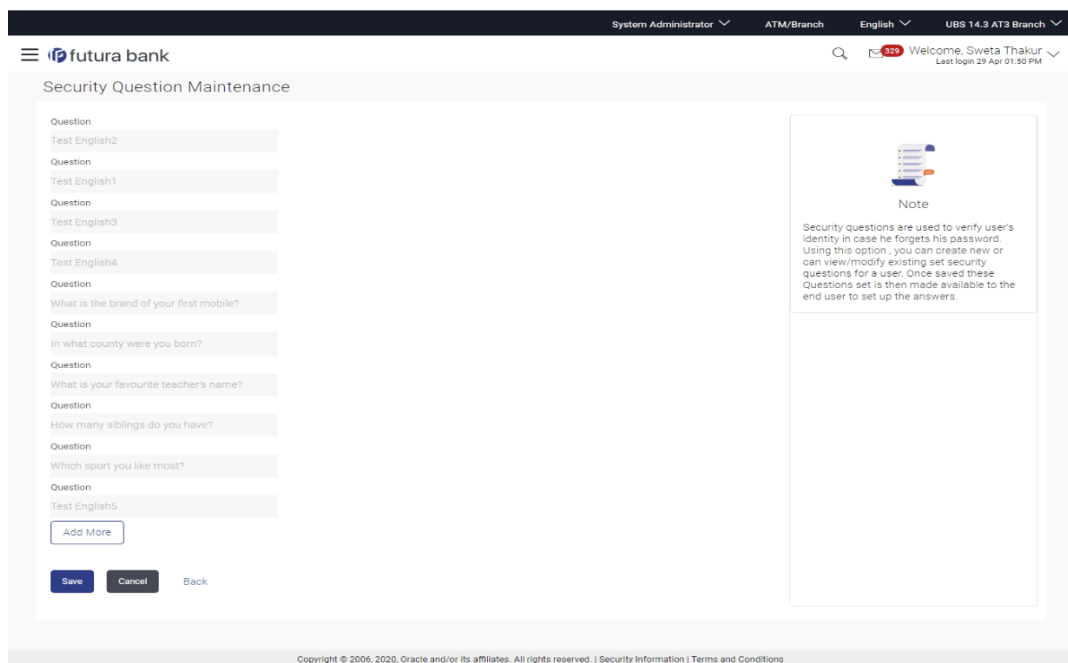 System Administrator ATM/Branch English UBS 14.3 AT3 Branch
futura bank 329 Welcome, Sweta Thakur
Last login 29 Apr 01:50 PM
Security Question Maintenance
Question
Test English2
Question
Test English1
Question
Test English3
Question
Test English4
Question
What is the brand of your first mobile?
Question
In what county were you born?
Question
What is your favourite teacher's name?
Question
How many siblings do you have?
Question
Which sport you like most?
Question
Test English5
Add More
Save Cancel Back
Note
Security questions are used to verify user's
identity in case he forgets his password.
Using this option , you can create new or
can view/modify existing set security
questions for a user. Once saved these
Questions set is then made available to the
end user to set up the answers.
Copyright © 2006, 2020, Oracle and/or its affiliates. All rights reserved. | Security Information | Terms and Conditions